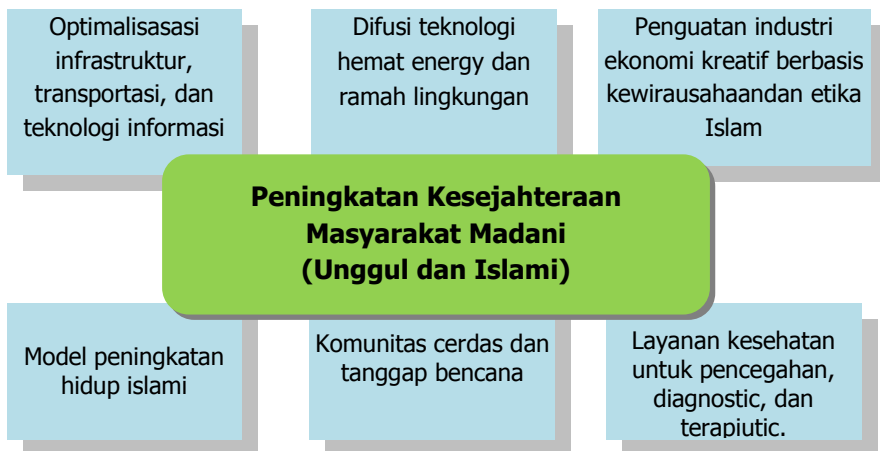 Optimalisasasi
infrastruktur,
transportasi, dan
teknologi informasi
Difusi teknologi
hemat energy dan
ramah lingkungan
Penguatan industri
ekonomi kreatif berbasis
kewirausahaandan etika
Islam
Peningkatan Kesejahteraan
Masyarakat Madani
(Unggul dan Islami)
Model peningkatan
hidup islami
Komunitas cerdas dan
tanggap bencana
Layanan kesehatan
untuk pencegahan,
diagnostic, dan
terapiutic.